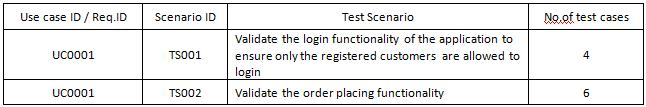 Use case ID / Req.ID Scenario ID Test Scenario No.of test cases
UC0001 TS001 Validate the login functionality of the application to
ensure only the registered customers are allowed to
login 4
UC0001 TS002 Validate the order placing functionality 6